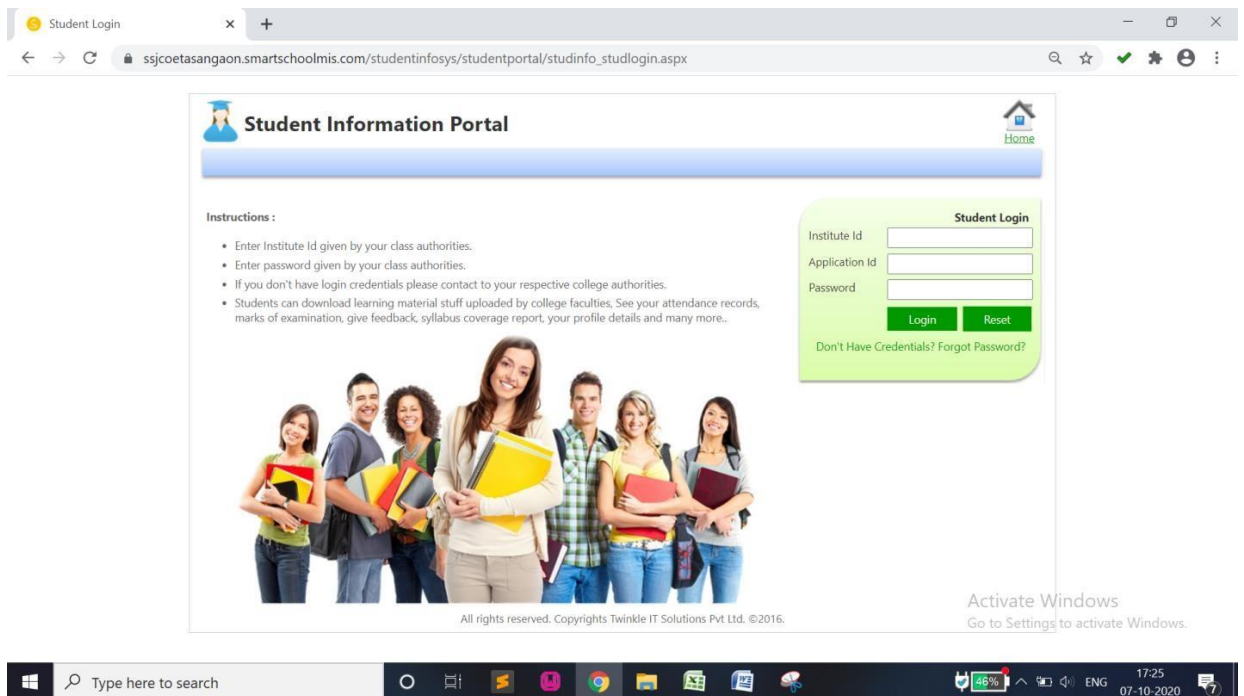 Student Login
ssjcoetasangaon.smartschoolmis.com/studentinfosys/studentportal/studinfo_studlogin.aspx
Student Information Portal
Home
Instructions :
Enter Institute Id given by your class authorities.
Enter password given by your class authorities.
If you don't have login credentials please contact to your respective college authorities.
Students can download learning material stuff uploaded by college faculties, See your attendance records,
marks of examination, give feedback, syllabus coverage report, your profile details and many more..
Student Login
Institute Id
Application Id
Password
Login Reset
Don't Have Credentials? Forgot Password?
All rights reserved. Copyrights Twinkle IT Solutions Pvt Ltd. ©2016.
Activate Windows
Go to Settings to activate Windows.
Type here to search
46%
ENG
17:25
07-10-2020
7